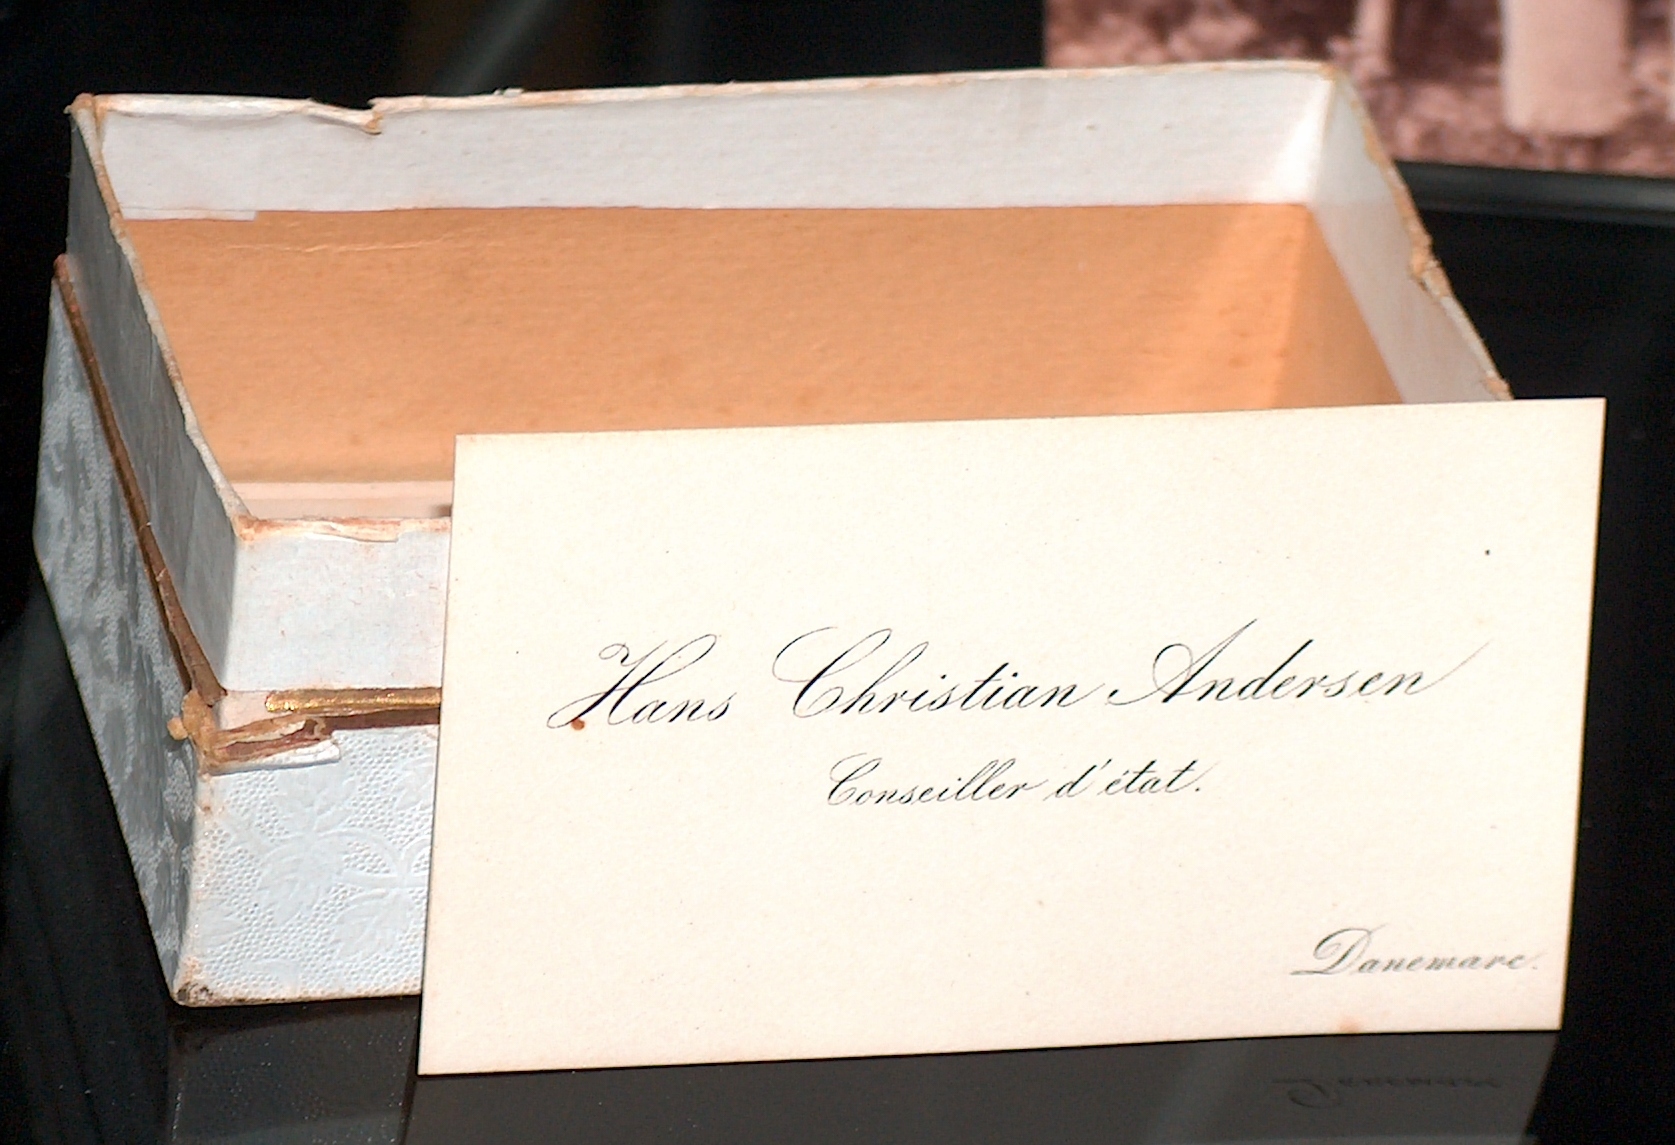 Hans Christian Andersen
Conseiller d'état.
Danemarc.